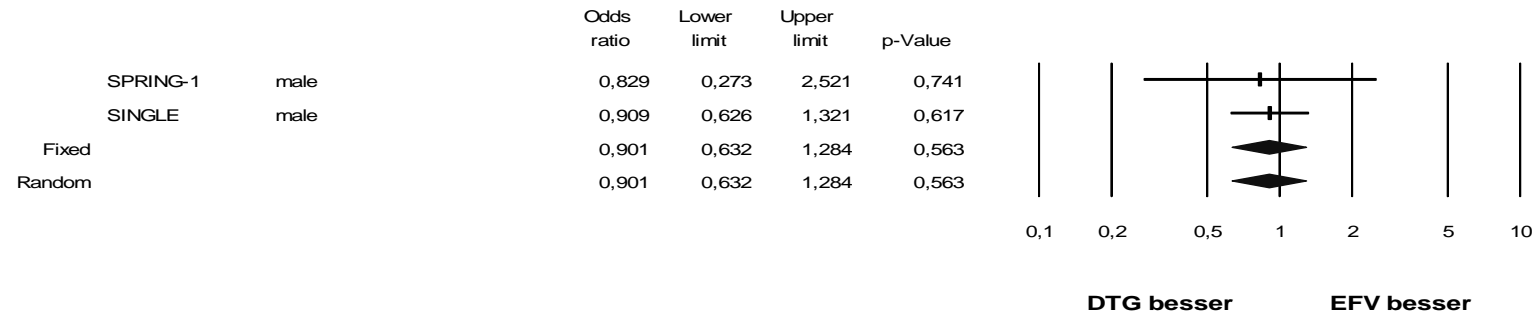 Odds Lower Upper
ratio limit limit p-Value
SPRING-1 male 0,829 0,273 2,521 0,741
SINGLE male 0,909 0,626 1,321 0,617
Fixed 0,901 0,632 1,284 0,563
Random 0,901 0,632 1,284 0,563
0,1 0,2 0,5 1 2 5 10
DTG besser EFV besser